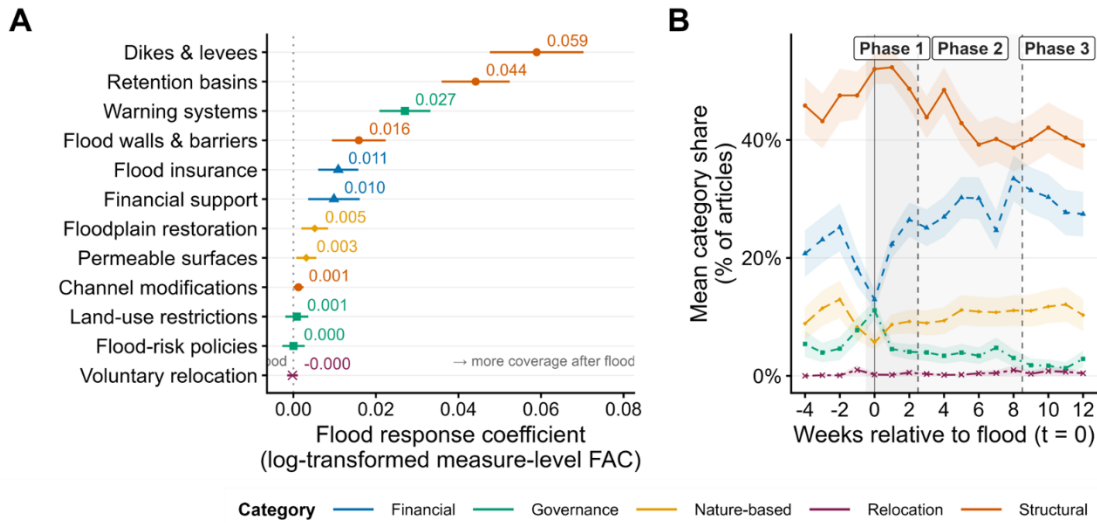 A
Dikes & levees
0.059
Retention basins
0.044
Warning systems
0.027
Flood walls & barriers
0.016
Flood insurance
0.011
Financial support
0.010
Floodplain restoration
0.005
Permeable surfaces
0.003
Channel modifications
0.001
Land-use restrictions
0.001
Flood-risk policies
0.000
ood
→ more coverage after flood
Voluntary relocation
-0.000
0.00 0.02 0.04 0.06 0.08
Flood response coefficient
(log-transformed measure-level FAC)
B
Phase 1 Phase 2 Phase 3
Mean category share
(% of articles)
40%
20%
0%
-4 -2 0 2 4 6 8 10 12
Weeks relative to flood (t = 0)
Category Financial Governance Nature-based Relocation Structural